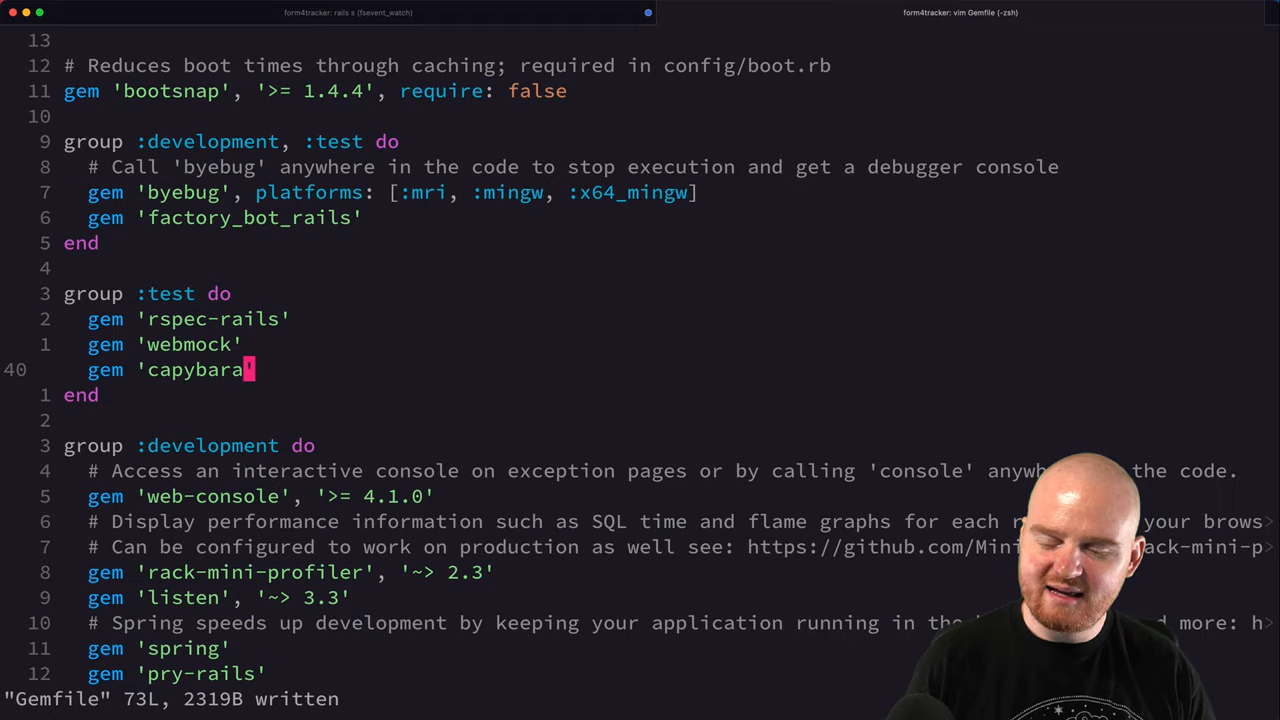 form4tracker: rails s (fsevent_watch)
form4tracker: vim Gemfile (-zsh)
13
12 # Reduces boot times through caching; required in config/boot.rb
11 gem 'bootsnap', '>= 1.4.4', require: false
10
9 group :development, :test do
8 # Call 'byebug' anywhere in the code to stop execution and get a debugger console
7 gem 'byebug', platforms: [:mri, :mingw, :x64_mingw]
6 gem 'factory_bot_rails'
5 end
4
3 group :test do
2 gem 'rspec-rails'
1 gem 'webmock'
40 gem 'capybara'
1 end
2
3 group :development do
4 # Access an interactive console on exception pages or by calling 'console' the code.
5 gem 'web-console', '>= 4.1.0'
6 # Display performance information such as SQL time and flame graphs for each your brows>
7 # Can be configured to work on production as well see: https://github.com/Mini ack-mini-p>
8 gem 'rack-mini-profiler', '~> 2.3'
9 gem 'listen', '~> 3.3'
10 # Spring speeds up development by keeping your application running in the d more: h>
11 gem 'spring'
12 gem 'pry-rails'
"Gemfile" 73L, 2319B written